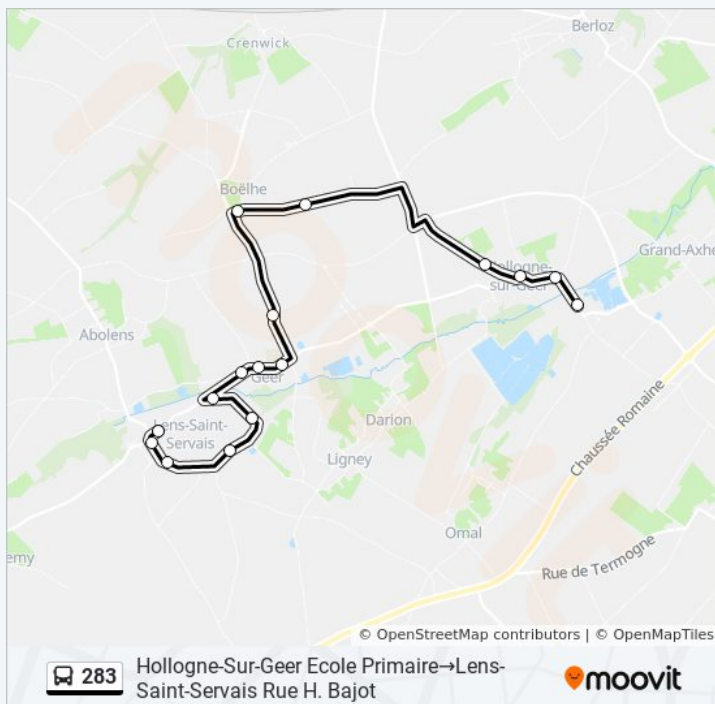 Berloz
Crenwick
Boëlhe
Grand-Axhe
Hollogne-
sur-Geer
Abolens
Geer
Chaussée Romaine
Darion
Lens-Saint-
Servais
Ligney
Omal
emy
Rue de Termogne
© OpenStreetMap contributors | © OpenMapTiles
283
Hollogne-Sur-Geer Ecole Primaire→Lens-
Saint-Servais Rue H. Bajot
moovit